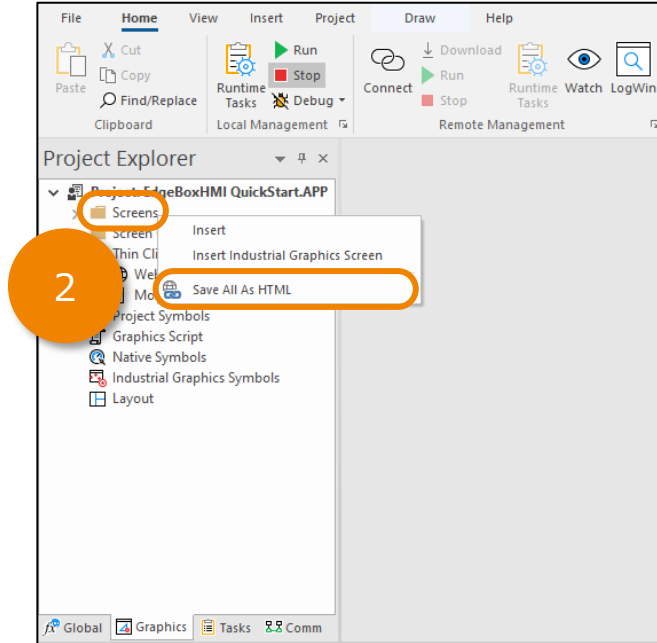 File Home View Insert Project Draw Help
Cut
Copy
Paste
Find/Replace
Clipboard
Runtime Tasks
Run
Stop
Debug
Local Management
Connect
Download
Run
Stop
Runtime Tasks
Watch
LogWin
Remote Management
Project Explorer
Project: EdgeBoxHMI QuickStart.APP
Screens
Screen
Thin Cli
Web
Mo
Project Symbols
Graphics Script
Native Symbols
Industrial Graphics Symbols
Layout
Insert
Insert Industrial Graphics Screen
Save All As HTML
2
Global Graphics Tasks Comm